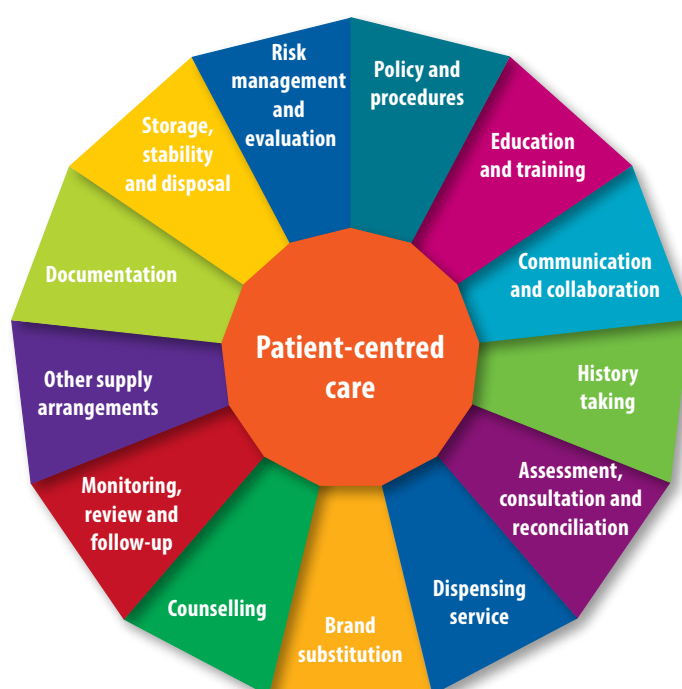 Risk
management
and
evaluation
Policy and
procedures
Education
and training
Communication
and collaboration
History
taking
Assessment,
consultation and
reconciliation
Dispensing
service
Brand
substitution
Counselling
Monitoring,
review and
follow-up
Other supply
arrangements
Documentation
Storage,
stability
and disposal
Patient-centred
care